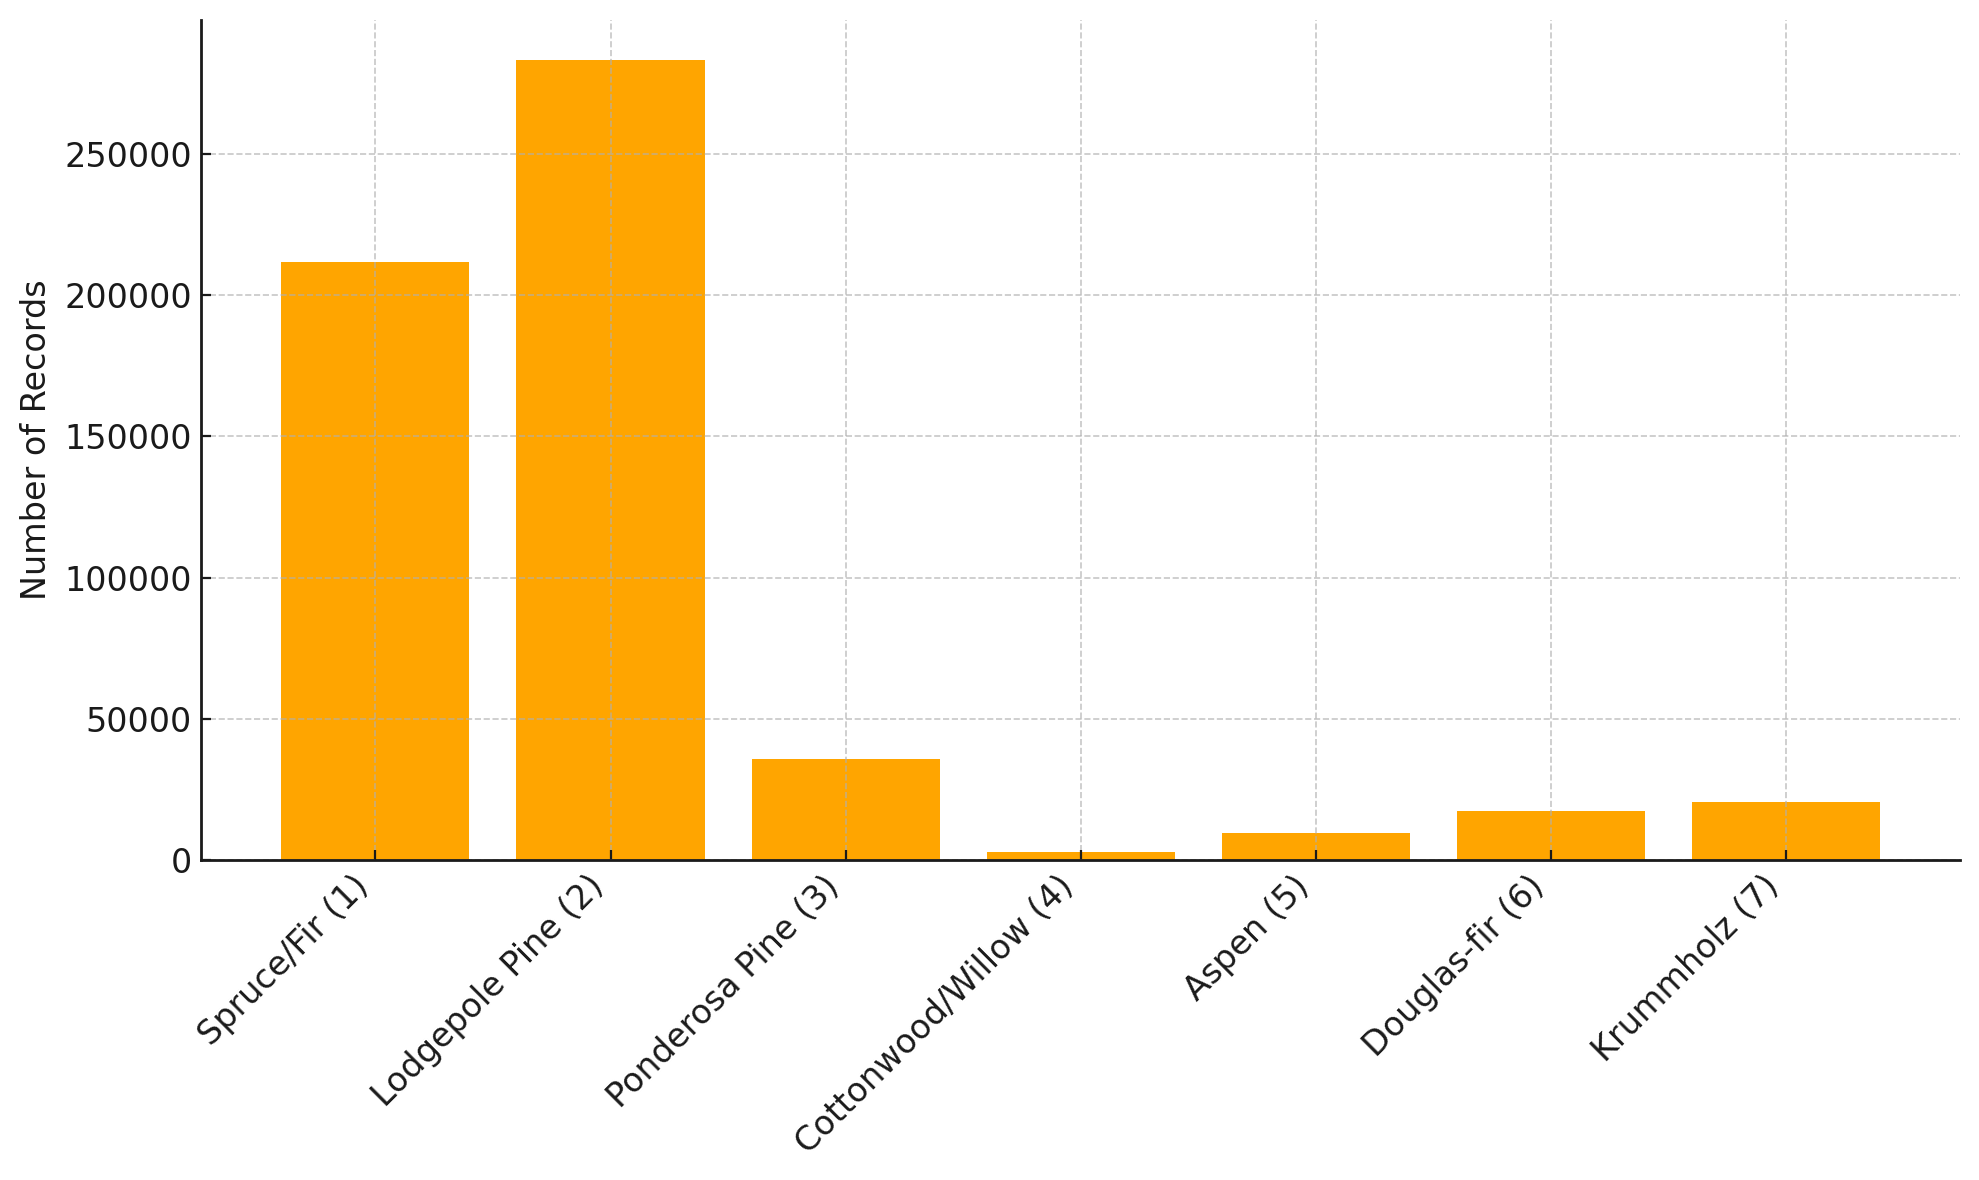 Number of Records
250000
200000
150000
100000
50000
0
Spruce/Fir (1)
Lodgepole Pine (2)
Ponderosa Pine (3)
Cottonwood/Willow (4)
Aspen (5)
Douglas-fir (6)
Krummholz (7)